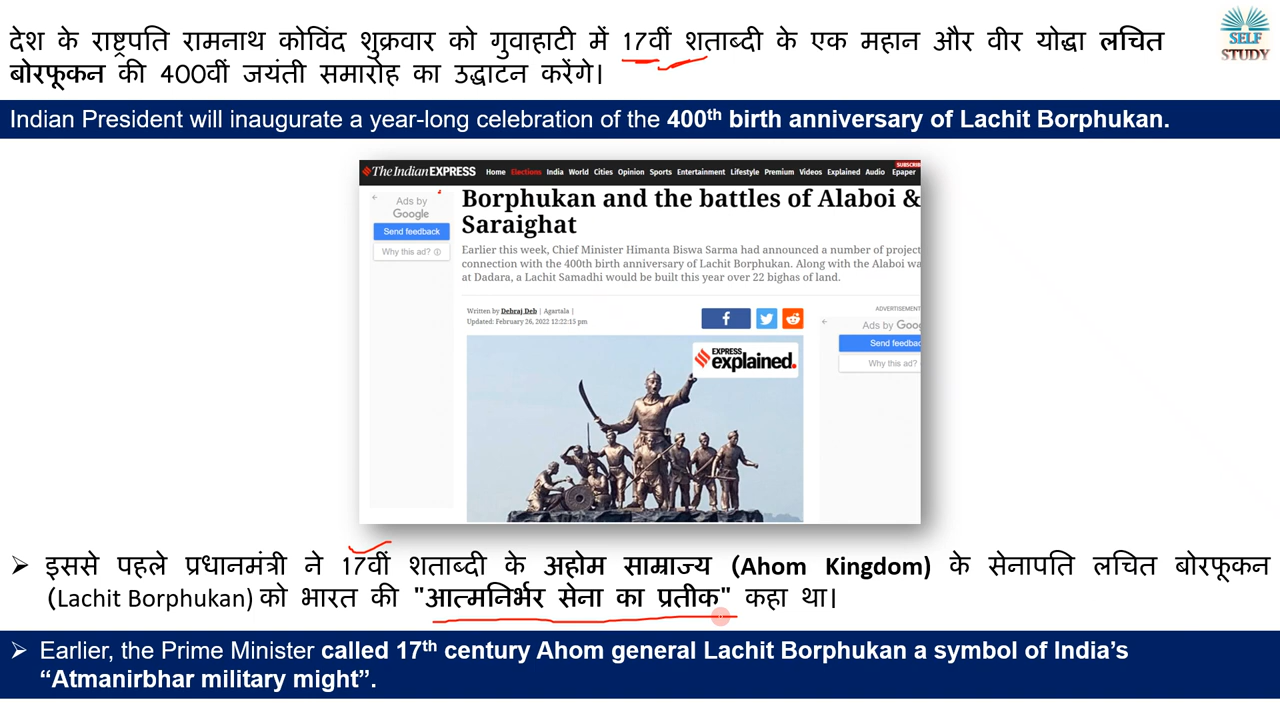 देश के राष्ट्रपति रामनाथ कोविंद शुक्रवार को गुवाहाटी में 17वीं शताब्दी के एक महान और वीर योद्धा लचित
बोरफूकन की 400वीं जयंती समारोह का उद्घाटन करेंगे।
SELF
STUDY
Indian President will inaugurate a year-long celebration of the 400th birth anniversary of Lachit Borphukan.
The Indian EXPRESS Home Elections India World Cities Opinion Sports Entertainment Lifestyle Premium Videos Explained Audio Epaper
SUBSCRIB
Ads by
Google
Send feedback
Why this ad?
Borphukan and the battles of Alaboi &
Saraighat
Earlier this week, Chief Minister Himanta Biswa Sarma had announced a number of project
connection with the 400th birth anniversary of Lachit Borphukan. Along with the Alaboi wa
at Dadara, a Lachit Samadhi would be built this year over 22 bighas of land.
Written by Debraj Deb | Agartala |
Updated: February 26, 2022 12:22:15 pm
ADVERTISEMENT
Ads by Goo
Send feedbac
Why this ad?
EXPRESS
explained.
➢ इससे पहले प्रधानमंत्री ने 17वीं शताब्दी के अहोम साम्राज्य (Ahom Kingdom) के सेनापति लचित बोरफूकन
(Lachit Borphukan) को भारत की "आत्मनिर्भर सेना का प्रतीक" कहा था।
➢ Earlier, the Prime Minister called 17th century Ahom general Lachit Borphukan a symbol of India's
“Atmanirbhar military might”.